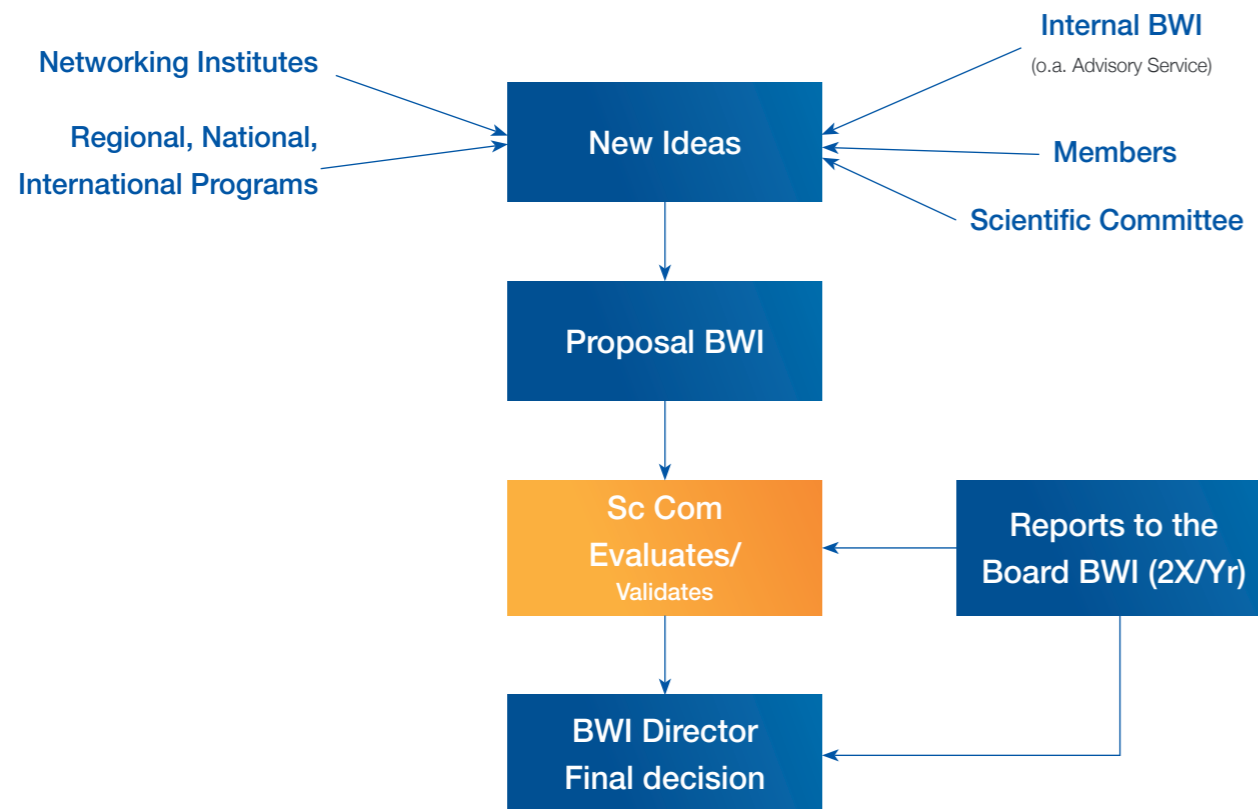 Networking Institutes
Regional, National,
International Programs
Internal BWI
(o.a. Advisory Service)
Members
Scientific Committee
New Ideas
Proposal BWI
Sc Com
Evaluates/
Validates
Reports to the
Board BWI (2X/Yr)
BWI Director
Final decision